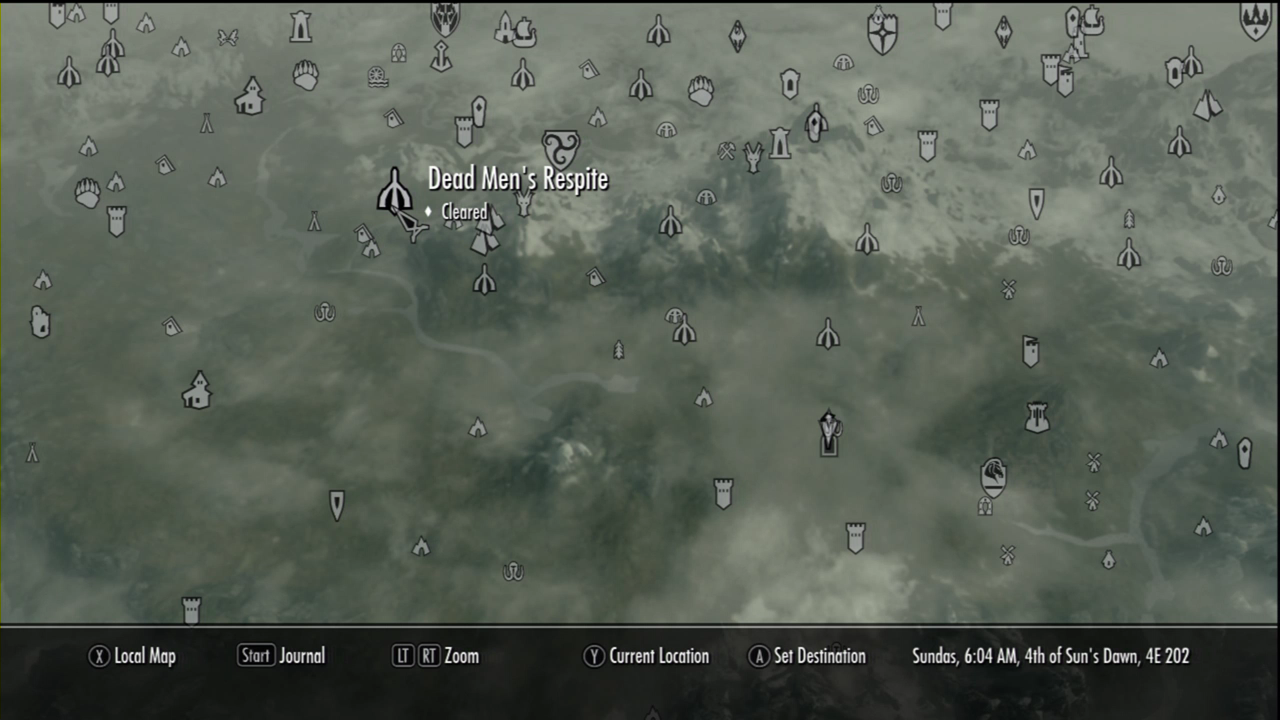 Dead Men's Respite
Cleared
X Local Map Start Journal LT RT Zoom Y Current Location A Set Destination Sundas, 6:04 AM, 4th of Sun's Dawn, 4E 202